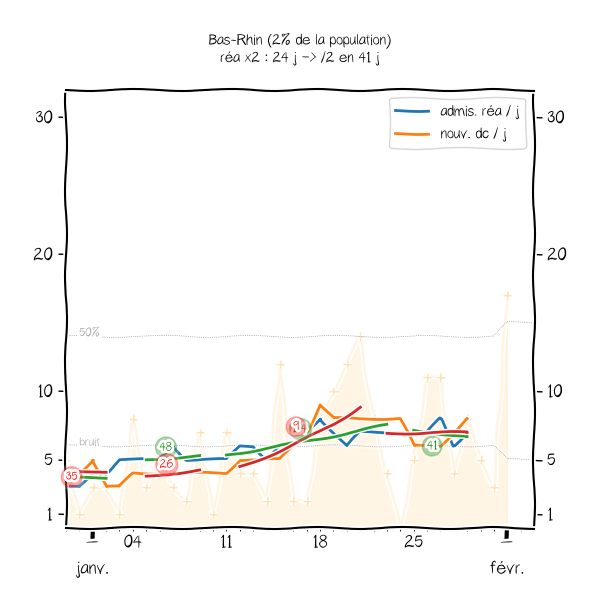 Bas-Rhin (2% de la population)
réa x2 : 24 j -> /2 en 41 j
admis. réa / j
nouv. dc / j
30
30
20
20
50%
10
10
bruit
48
26
35
9
41
5
5
1
1
04
11
18
25
janv.
févr.